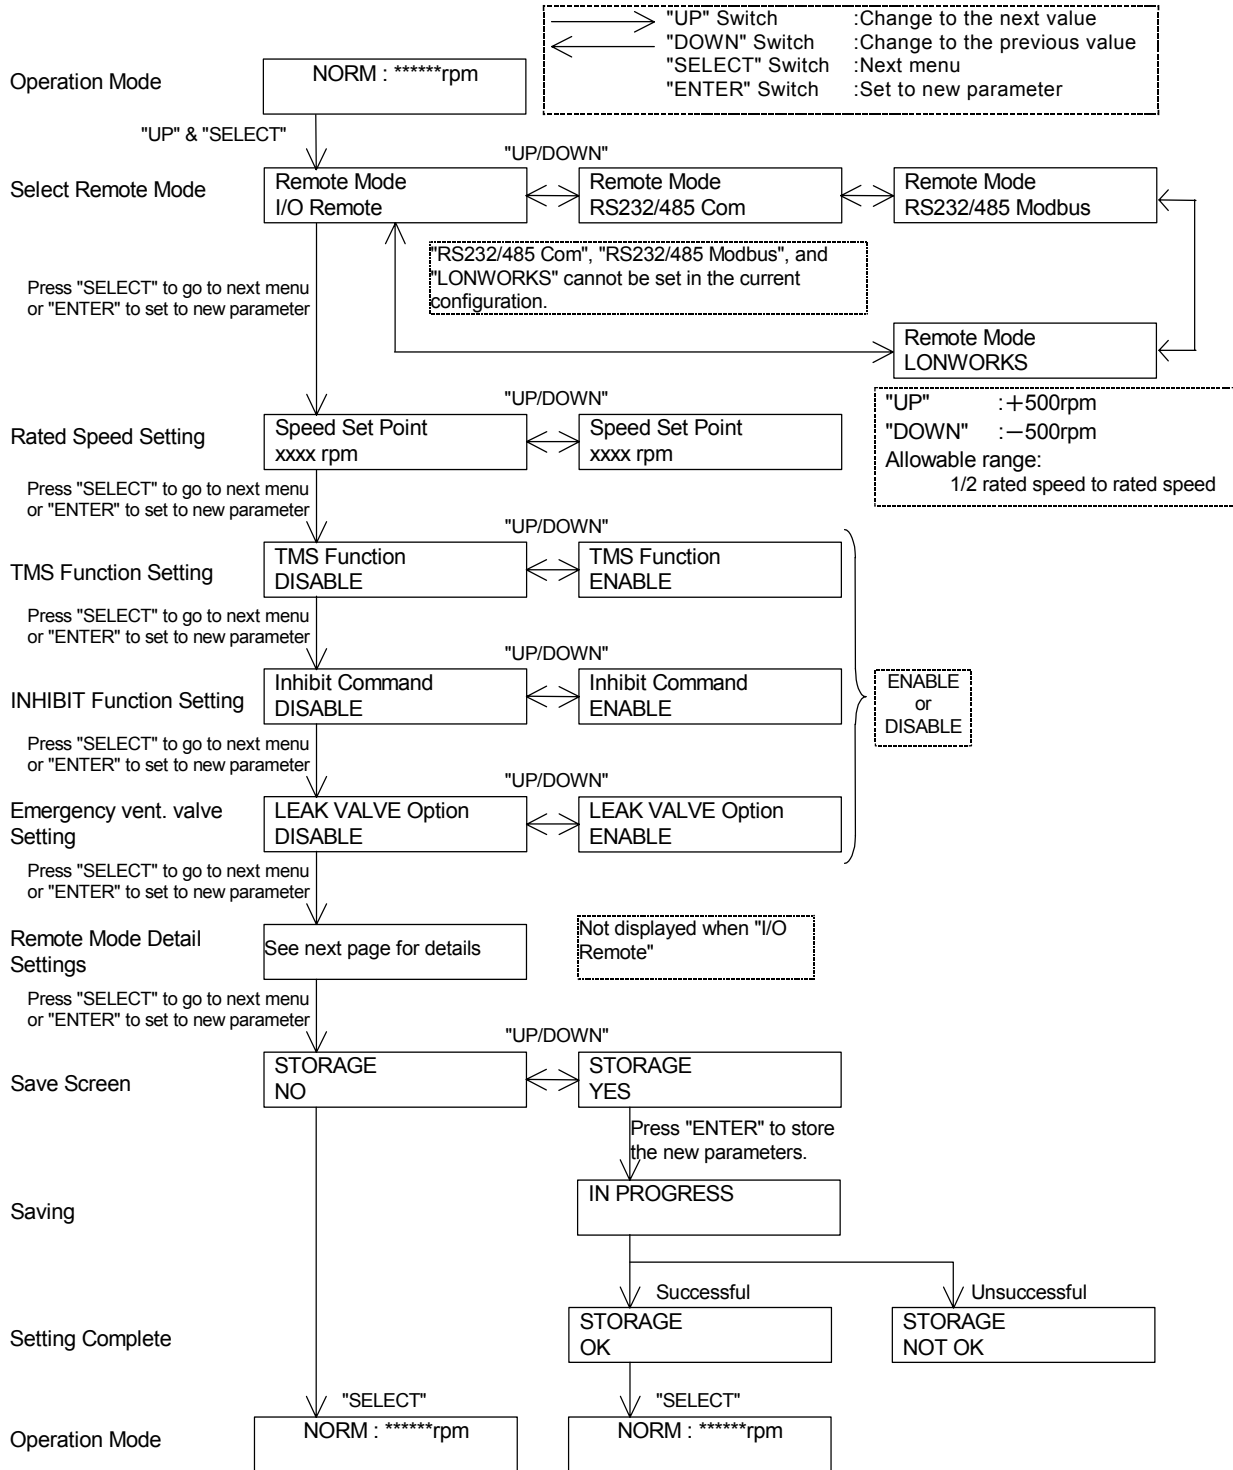 "UP" Switch :Change to the next value
"DOWN" Switch :Change to the previous value
"SELECT" Switch :Next menu
"ENTER" Switch :Set to new parameter
Operation Mode
NORM : ******rpm
"UP" & "SELECT"
"UP/DOWN"
Select Remote Mode
Remote Mode
I/O Remote
Remote Mode
RS232/485 Com
Remote Mode
RS232/485 Modbus
"RS232/485 Com", "RS232/485 Modbus", and
"LONWORKS" cannot be set in the current
configuration.
Press "SELECT" to go to next menu
or "ENTER" to set to new parameter
Remote Mode
LONWORKS
"UP" :+500rpm
"DOWN" :-500rpm
Allowable range:
1/2 rated speed to rated speed
"UP/DOWN"
Rated Speed Setting
Speed Set Point
xxxx rpm
Speed Set Point
xxxx rpm
Press "SELECT" to go to next menu
or "ENTER" to set to new parameter
"UP/DOWN"
TMS Function Setting
TMS Function
DISABLE
TMS Function
ENABLE
Press "SELECT" to go to next menu
or "ENTER" to set to new parameter
"UP/DOWN"
INHIBIT Function Setting
Inhibit Command
DISABLE
Inhibit Command
ENABLE
ENABLE
or
DISABLE
Press "SELECT" to go to next menu
or "ENTER" to set to new parameter
"UP/DOWN"
Emergency vent. valve
Setting
LEAK VALVE Option
DISABLE
LEAK VALVE Option
ENABLE
Press "SELECT" to go to next menu
or "ENTER" to set to new parameter
Remote Mode Detail
Settings
See next page for details
Not displayed when "I/O
Remote"
Press "SELECT" to go to next menu
or "ENTER" to set to new parameter
"UP/DOWN"
Save Screen
STORAGE
NO
STORAGE
YES
Press "ENTER" to store
the new parameters.
Saving
IN PROGRESS
Successful
Unsuccessful
Setting Complete
STORAGE
OK
STORAGE
NOT OK
"SELECT"
"SELECT"
Operation Mode
NORM : ******rpm
NORM : ******rpm